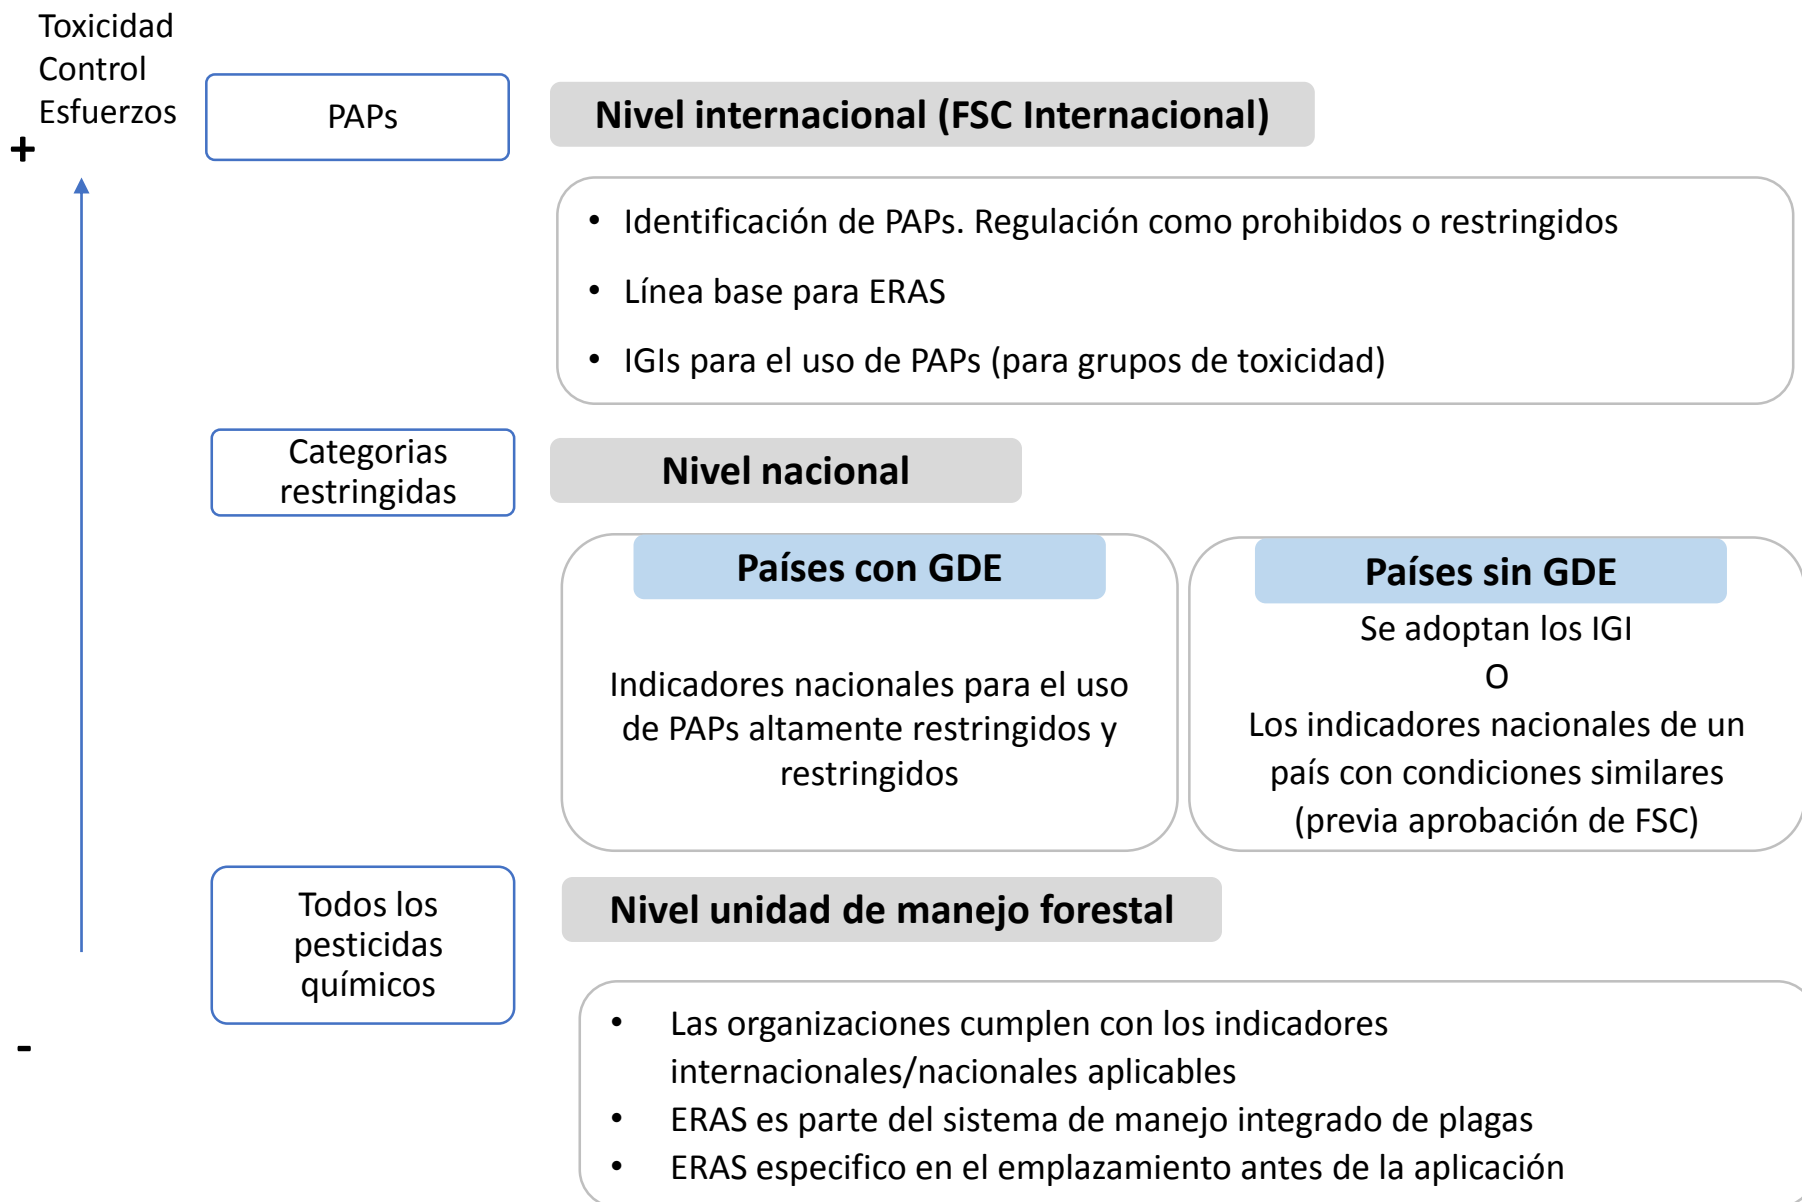 Toxicidad
Control
Esfuerzos
+
PAPs
Nivel internacional (FSC Internacional)
• Identificación de PAPs. Regulación como prohibidos o restringidos
• Línea base para ERAS
• IGIs para el uso de PAPs (para grupos de toxicidad)
Categorias
restringidas
Nivel nacional
Países con GDE
Indicadores nacionales para el uso
de PAPs altamente restringidos y
restringidos
Países sin GDE
Se adoptan los IGI
O
Los indicadores nacionales de un
país con condiciones similares
(previa aprobación de FSC)
Todos los
pesticidas
químicos
Nivel unidad de manejo forestal
-
• Las organizaciones cumplen con los indicadores
internacionales/nacionales aplicables
• ERAS es parte del sistema de manejo integrado de plagas
• ERAS especifico en el emplazamiento antes de la aplicación